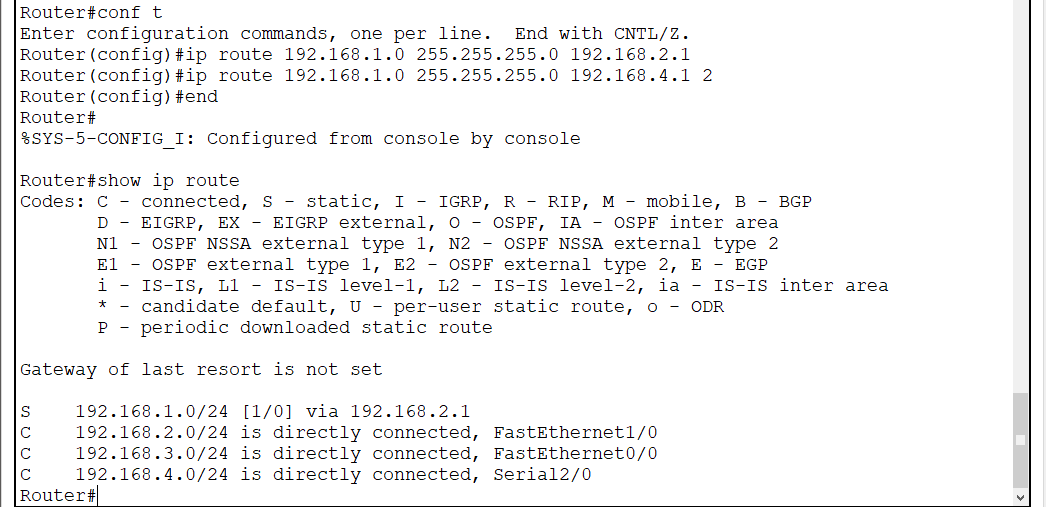 Router#conf t
Enter configuration commands, one per line.  End with CNTL/Z.
Router(config)#ip route 192.168.1.0 255.255.255.0 192.168.2.1
Router(config)#ip route 192.168.1.0 255.255.255.0 192.168.4.1 2
Router(config)#end
Router#
%SYS-5-CONFIG_I: Configured from console by console
Router#show ip route
Codes: C - connected, S - static, I - IGRP, R - RIP, M - mobile, B - BGP
       D - EIGRP, EX - EIGRP external, O - OSPF, IA - OSPF inter area
       N1 - OSPF NSSA external type 1, N2 - OSPF NSSA external type 2
       E1 - OSPF external type 1, E2 - OSPF external type 2, E - EGP
       i - IS-IS, L1 - IS-IS level-1, L2 - IS-IS level-2, ia - IS-IS inter area
       * - candidate default, U - per-user static route, o - ODR
       P - periodic downloaded static route
Gateway of last resort is not set
S    192.168.1.0/24 [1/0] via 192.168.2.1
C    192.168.2.0/24 is directly connected, FastEthernet1/0
C    192.168.3.0/24 is directly connected, FastEthernet0/0
C    192.168.4.0/24 is directly connected, Serial2/0
Router#